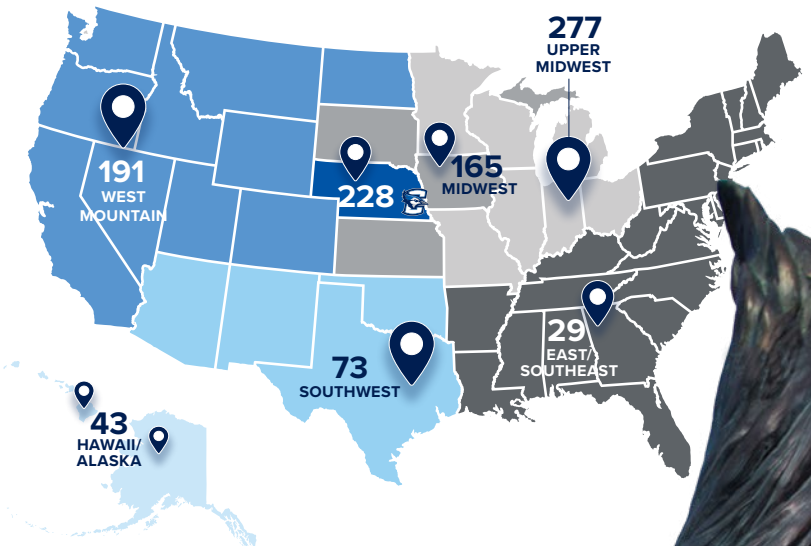 277
UPPER
MIDWEST
191
WEST
MOUNTAIN
228
165
MIDWEST
29
EAST/
SOUTHEAST
73
SOUTHWEST
43
HAWAII/
ALASKA